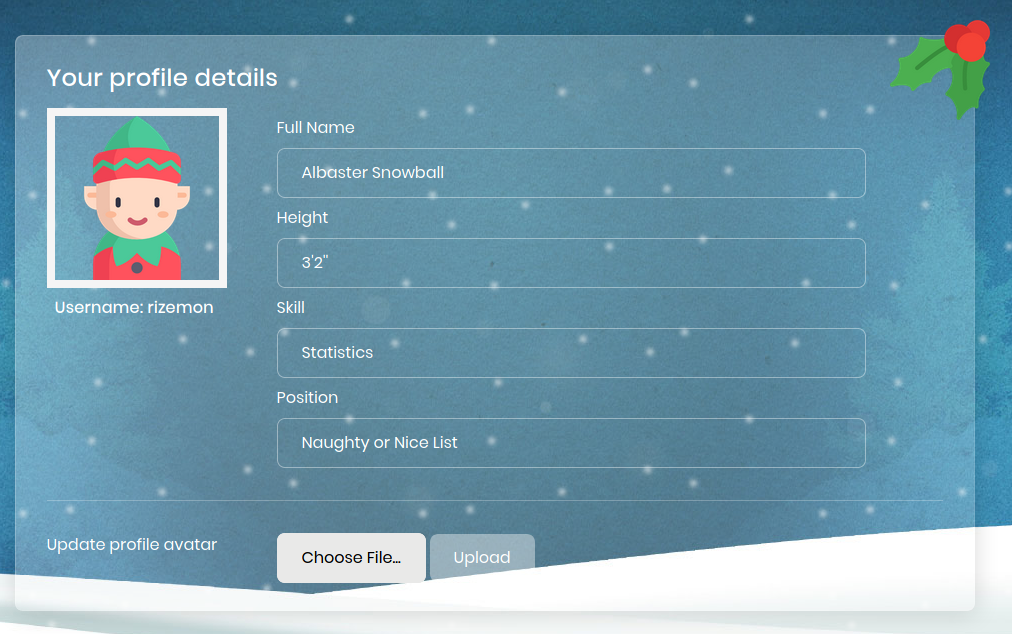 Your profile details
Username: rizemon
Full Name
Albaster Snowball
Height
3'2"
Skill
Statistics
Position
Naughty or Nice List
Update profile avatar
Choose File...
Upload